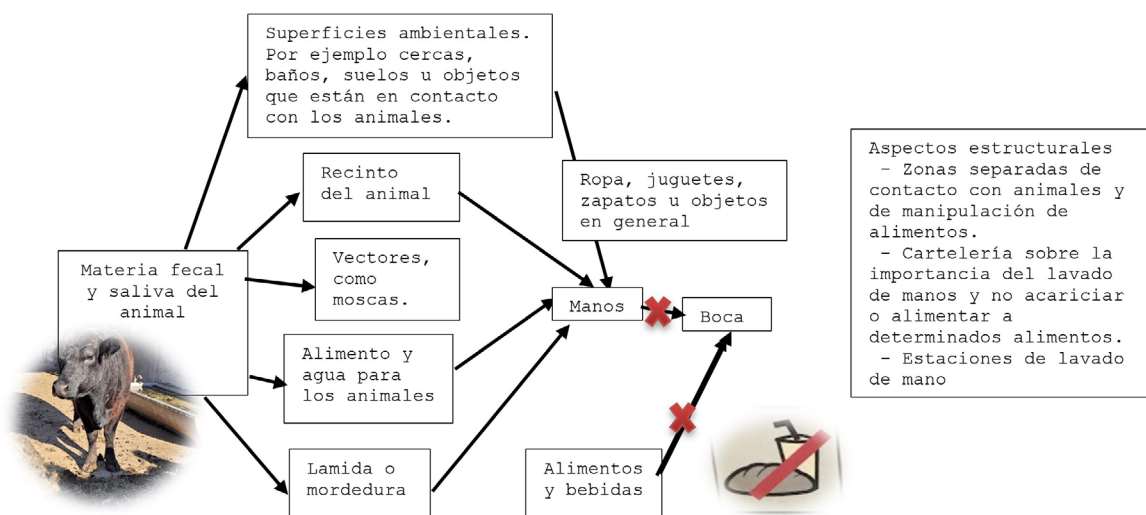 Superficies ambientales.
Por ejemplo cercas,
baños, suelos u objetos
que están en contacto
con los animales.
Recinto
del animal
Ropa, juguetes,
zapatos u objetos
en general
Materia fecal
y saliva del
animal
Vectores,
como
moscas.
Manos
Boca
Alimento y
agua para
los animales
Lamida o
mordedura
Alimentos
y bebidas
Aspectos estructurales
- Zonas separadas de
contacto con animales y
de manipulación de
alimentos.
- Cartelería sobre la
importancia del lavado
de manos y no acariciar
o alimentar a
determinados alimentos.
- Estaciones de lavado
de mano